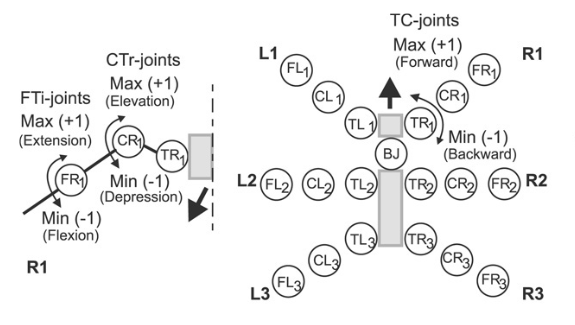 CTr-joints
Max (+1)
(Elevation)
FTi-joints
Max (+1)
(Extension)
CR1
TR1
FR1
Min (-1)
(Depression)
Min (-1)
(Flexion)
R1
TC-joints
Max (+1)
(Forward)
L1
R1
FL1
FR1
CL1
CR1
TL1
TR1
Min (-1)
(Backward)
BJ
L2
FL2
CL2
TL2
TR2
CR2
FR2
R2
TL3
TR3
CL3
CR3
FL3
FR3
L3
R3